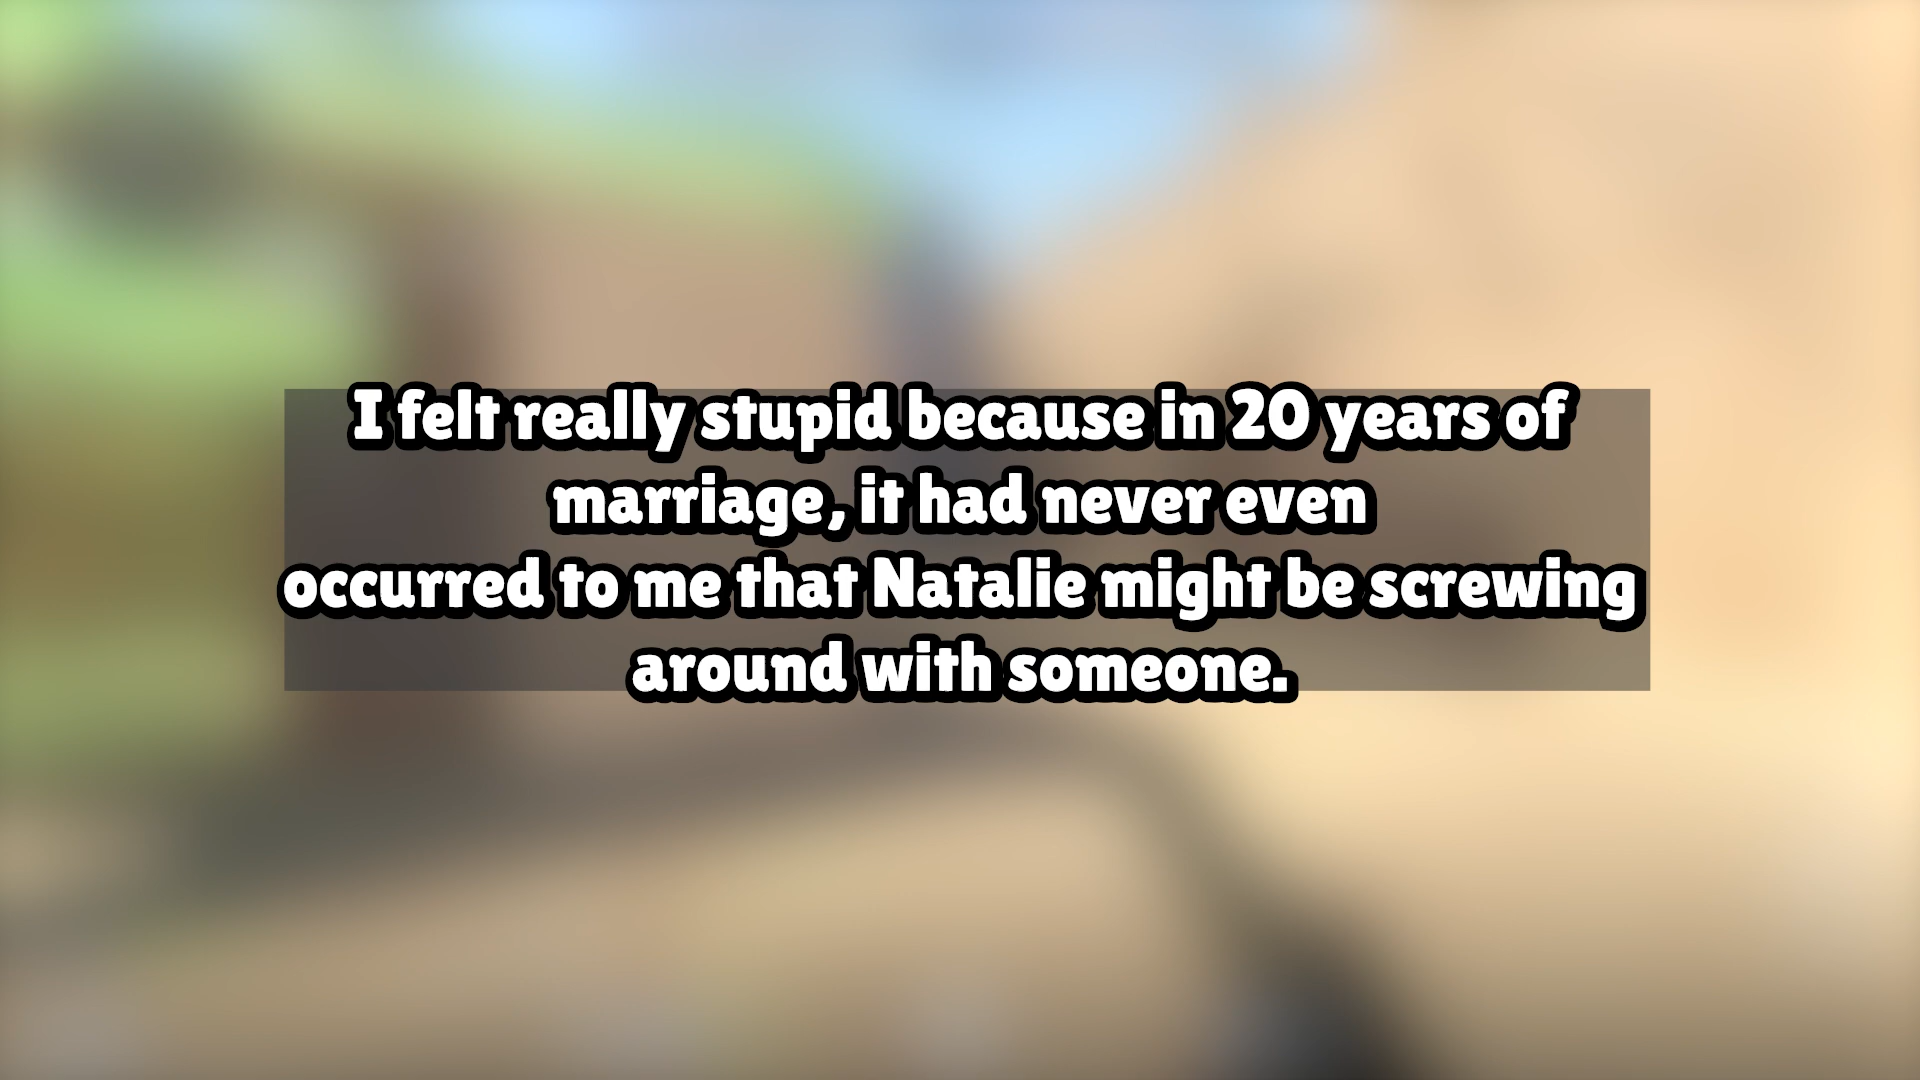 I felt really stupid because in 20 years of
marriage, it had never even
occurred to me that Natalie might be screwing
around with someone.